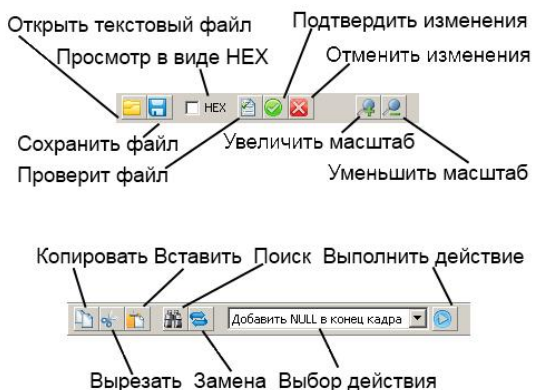 Открыть текстовый файл
Подтвердить изменения
Просмотр в виде HEX
Отменить изменения
HEX
Сохранить файл
Увеличить масштаб
Проверит файл
Уменьшить масштаб
Копировать Вставить Поиск Выполнить действие
Добавить NULL в конец кадра
Вырезать Замена Выбор действия